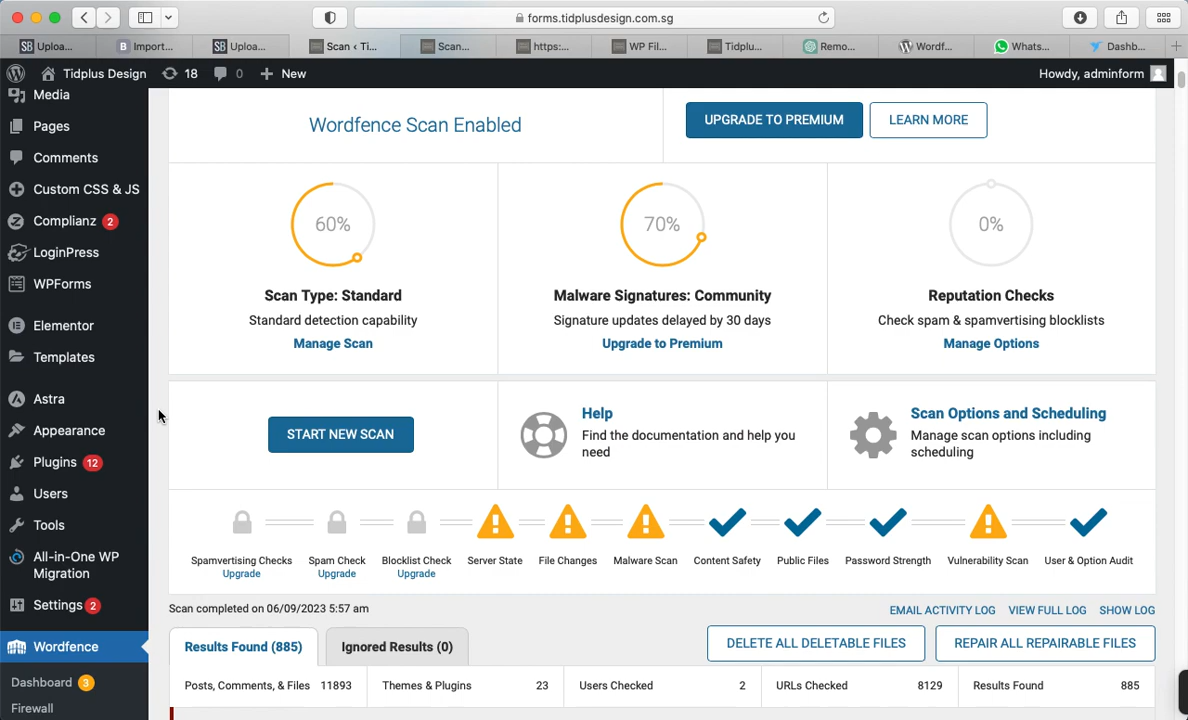 forms.tidplusdesign.com.sg
SB Uploa...
B Import...
SB Uploa...
Scan ‹ Ti...
Scan...
https:...
WP Fil...
Tidplu...
Remo...
Wordf...
Whats...
Dashb...
Tidplus Design
18
0
New
Howdy, adminform
Media
Pages
Comments
Custom CSS & JS
Complianz 2
LoginPress
WPForms
Elementor
Templates
Astra
Appearance
Plugins 12
Users
Tools
All-in-One WP
Migration
Settings 2
Wordfence
Dashboard 3
Firewall
Wordfence Scan Enabled
UPGRADE TO PREMIUM
LEARN MORE
60%
Scan Type: Standard
Standard detection capability
Manage Scan
70%
Malware Signatures: Community
Signature updates delayed by 30 days
Upgrade to Premium
0%
Reputation Checks
Check spam & spamvertising blocklists
Manage Options
START NEW SCAN
Help
Find the documentation and help you
need
Scan Options and Scheduling
Manage scan options including
scheduling
Spamvertising Checks
Upgrade
Spam Check
Upgrade
Blocklist Check
Upgrade
Server State
File Changes
Malware Scan
Content Safety
Public Files
Password Strength
Vulnerability Scan
User & Option Audit
Scan completed on 06/09/2023 5:57 am
EMAIL ACTIVITY LOG
VIEW FULL LOG
SHOW LOG
Results Found (885)
Ignored Results (0)
DELETE ALL DELETABLE FILES
REPAIR ALL REPAIRABLE FILES
Posts, Comments, & Files 11893
Themes & Plugins 23
Users Checked 2
URLs Checked 8129
Results Found 885